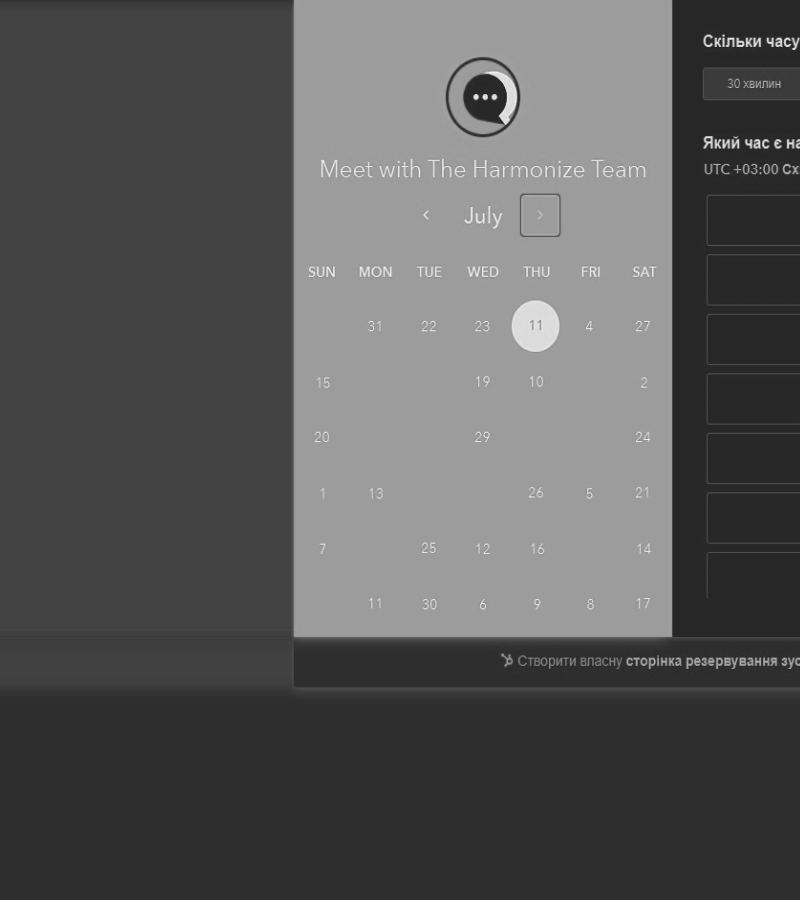 Meet with The Harmonize Team
July
SUN MON TUE WED THU FRI SAT
31 22 23 11 4 27
15 19 10 2
20 29 24
1 13 26 5 21
7 25 12 16 14
11 30 6 9 8 17
Скільки часу
30 хвилин
Який час є на
UTC +03:00 Сх
Створити власну сторінка резервування зус